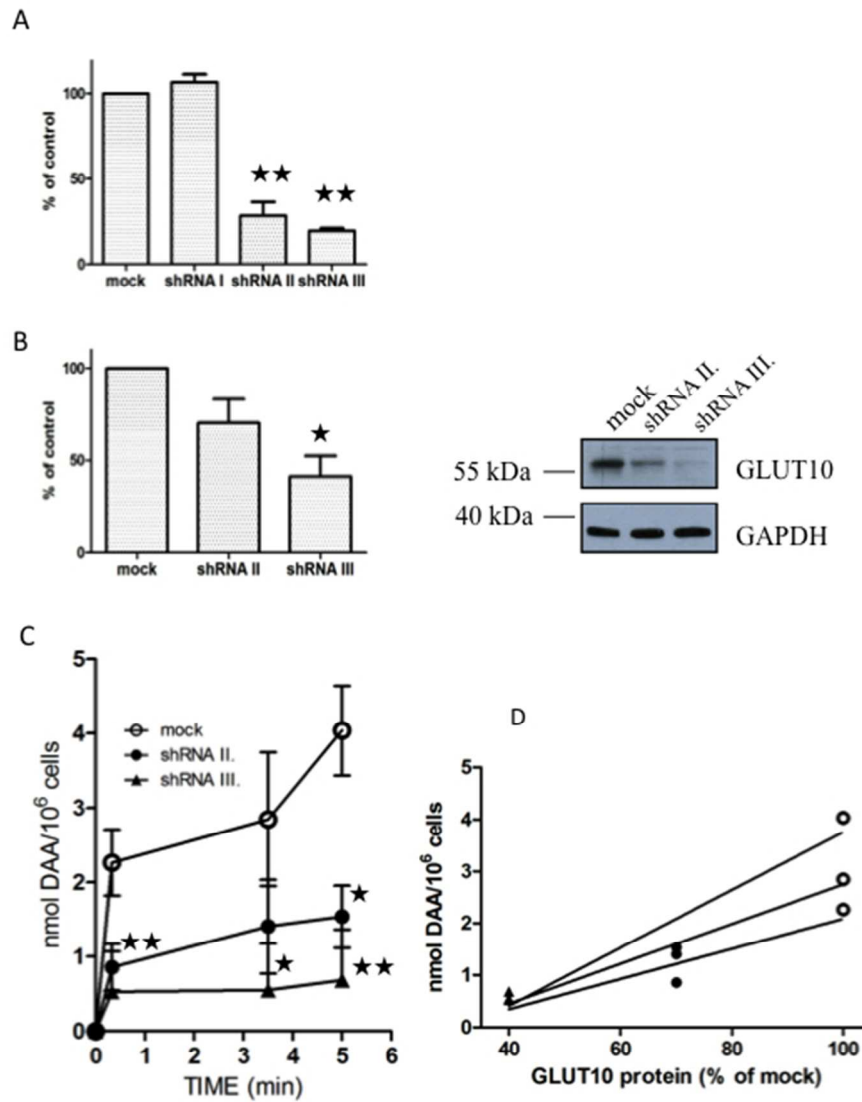 A
% of control
100
50
0
mock shRNA I shRNA II shRNA III
★★
★★
B
% of control
100
50
0
mock shRNA II shRNA III
★
mock
shRNA II.
shRNA III.
55 kDa
GLUT10
40 kDa
GAPDH
C
nmol DAA/10⁶ cells
5
4
3
2
1
0
mock
shRNA II.
shRNA III.
★★
★
★
★★
0 1 2 3 4 5 6
TIME (min)
D
nmol DAA/10⁶ cells
5
4
3
2
1
0
40 60 80 100
GLUT10 protein (% of mock)